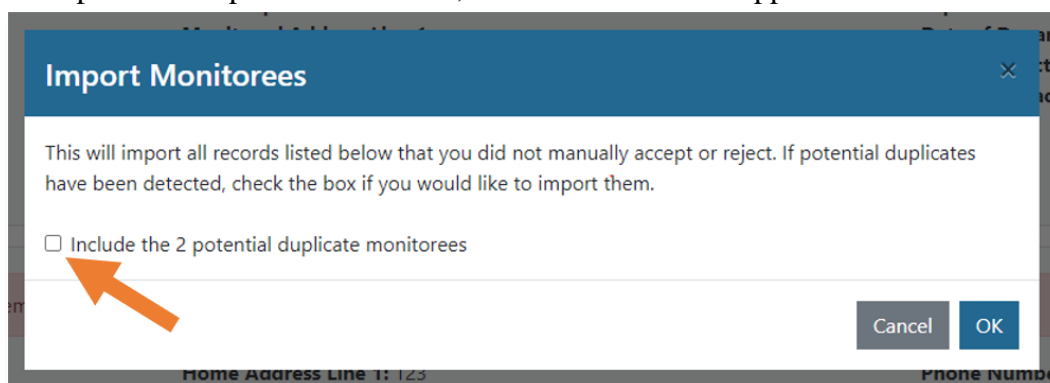 Import Monitorees ×
This will import all records listed below that you did not manually accept or reject. If potential duplicates
have been detected, check the box if you would like to import them.
Include the 2 potential duplicate monitorees
Cancel OK
Home Address Line 1: 123